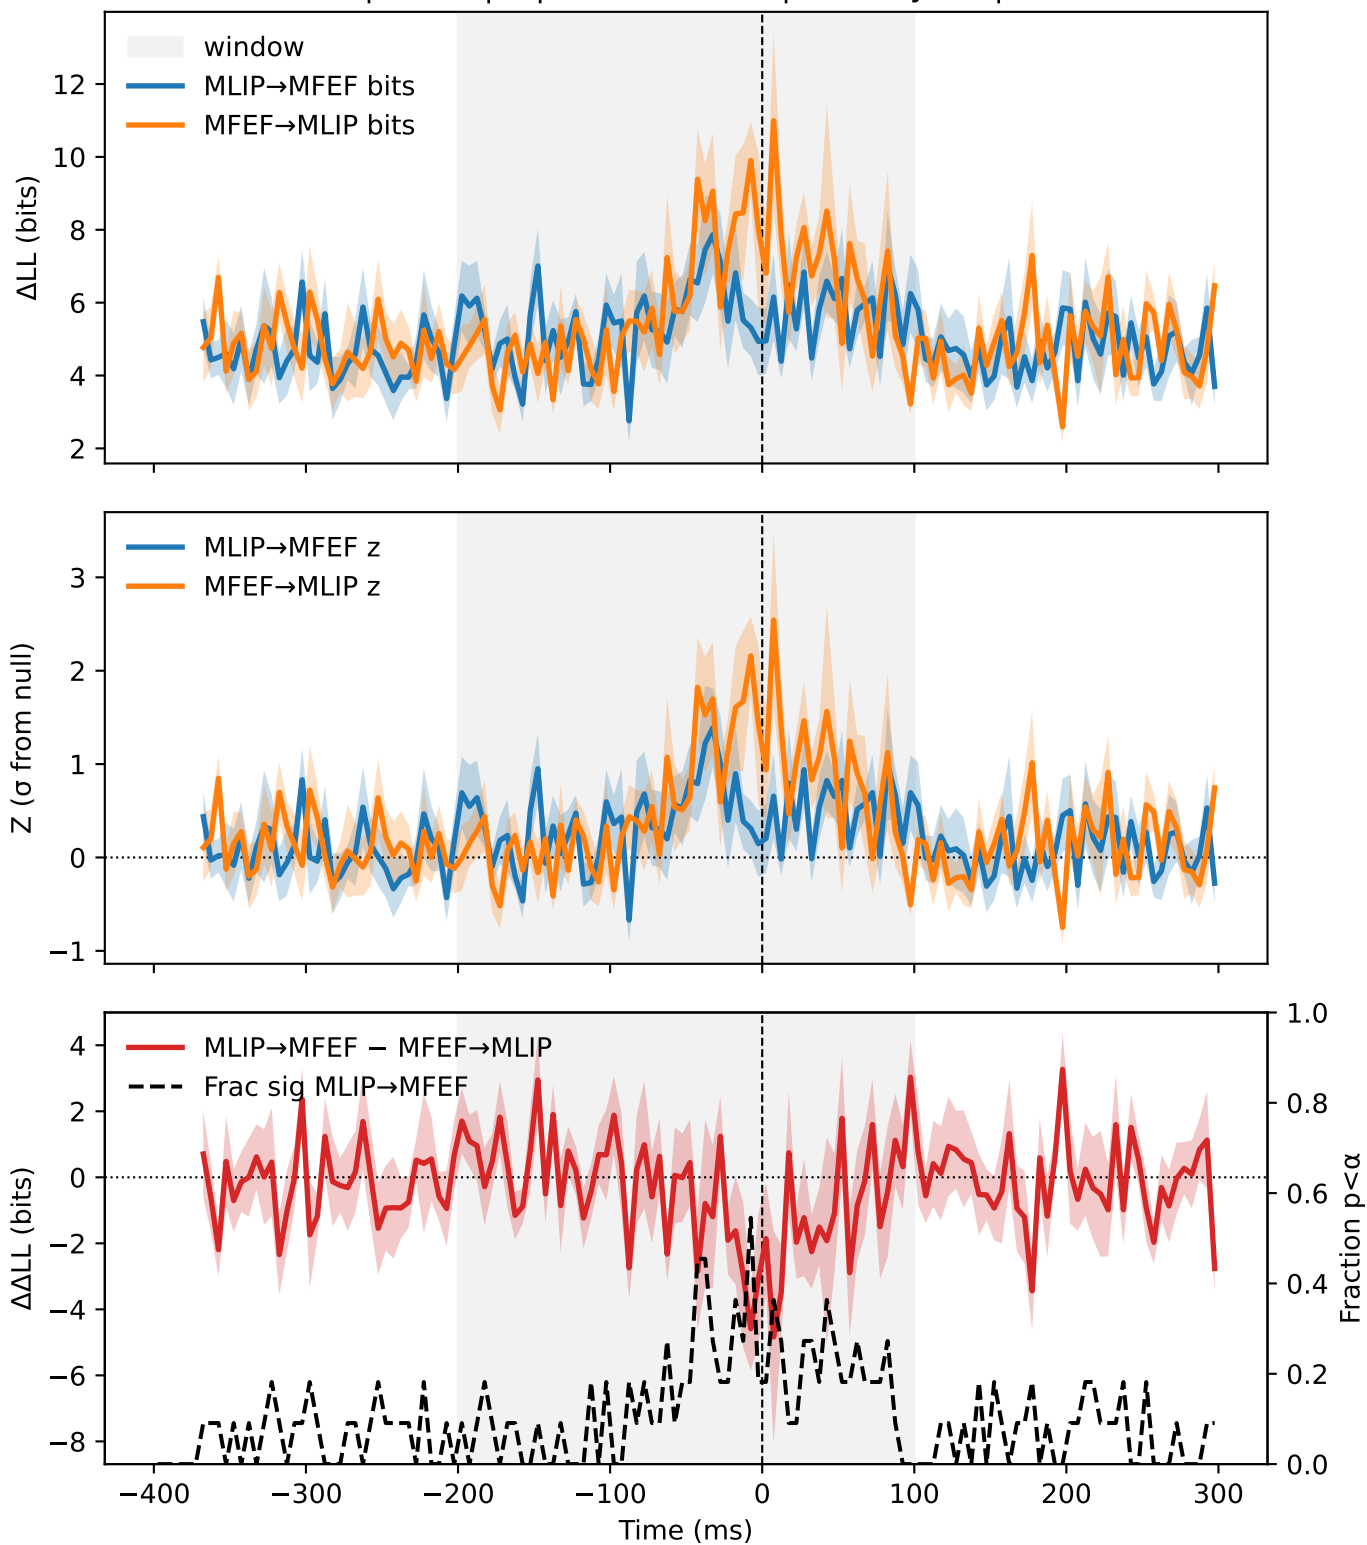 window
MLIP→MFEF bits
MFEF→MLIP bits
ΔLL (bits)
12
10
8
6
4
2
MLIP→MFEF z
MFEF→MLIP z
Z (σ from null)
3
2
1
0
−1
MLIP→MFEF − MFEF→MLIP
Frac sig MLIP→MFEF
ΔΔLL (bits)
4
2
0
−2
−4
−6
−8
1.0
0.8
0.6
0.4
0.2
0.0
Fraction p<α
−400
−300
−200
−100
0
100
200
300
Time (ms)